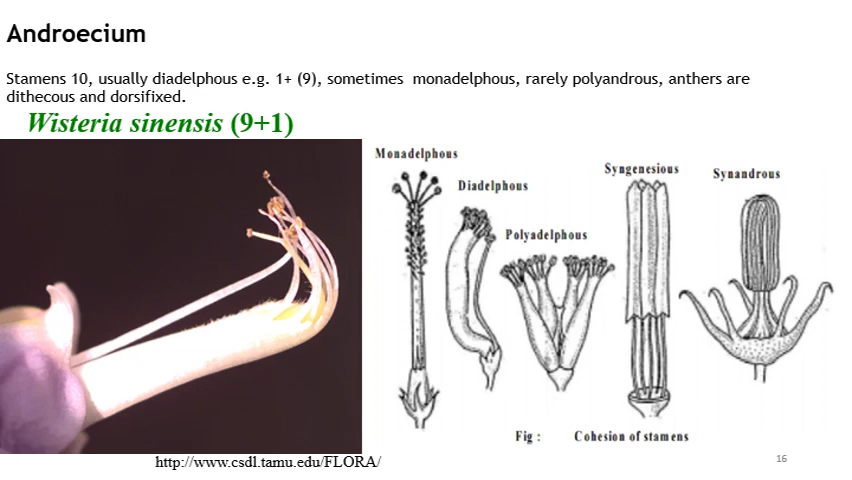 Androecium
Stamens 10, usually diadelphous e.g. 1+ (9), sometimes monadelphous, rarely polyandrous, anthers are
dithecous and dorsifixed.
Wisteria sinensis (9+1)
Monadelphous
Diadelphous
Polyadelphous
Syngenesious
Synandrous
Fig : Cohesion of stamens
http://www.csdl.tamu.edu/FLORA/
16